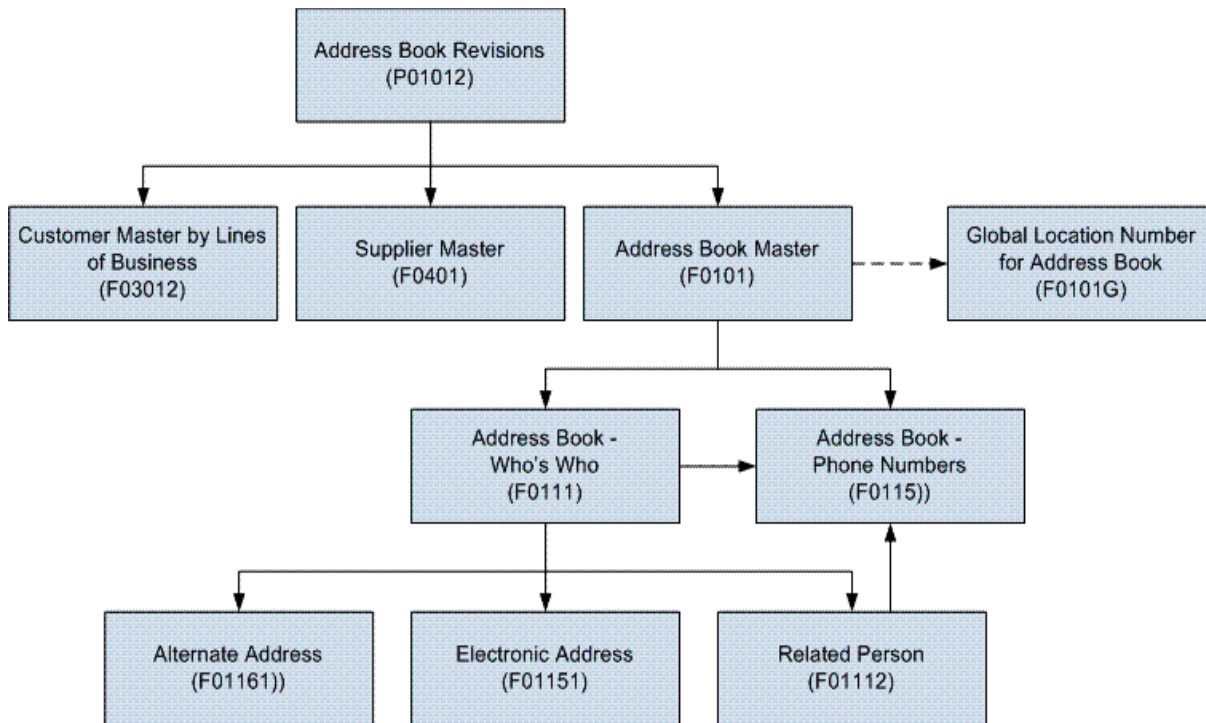 Address Book Revisions
(P01012)
Customer Master by Lines
of Business
(F03012)
Supplier Master
(F0401)
Address Book Master
(F0101)
Global Location Number
for Address Book
(F0101G)
Address Book -
Who's Who
(F0111)
Address Book -
Phone Numbers
(F0115))
Alternate Address
(F01161))
Electronic Address
(F01151)
Related Person
(F01112)